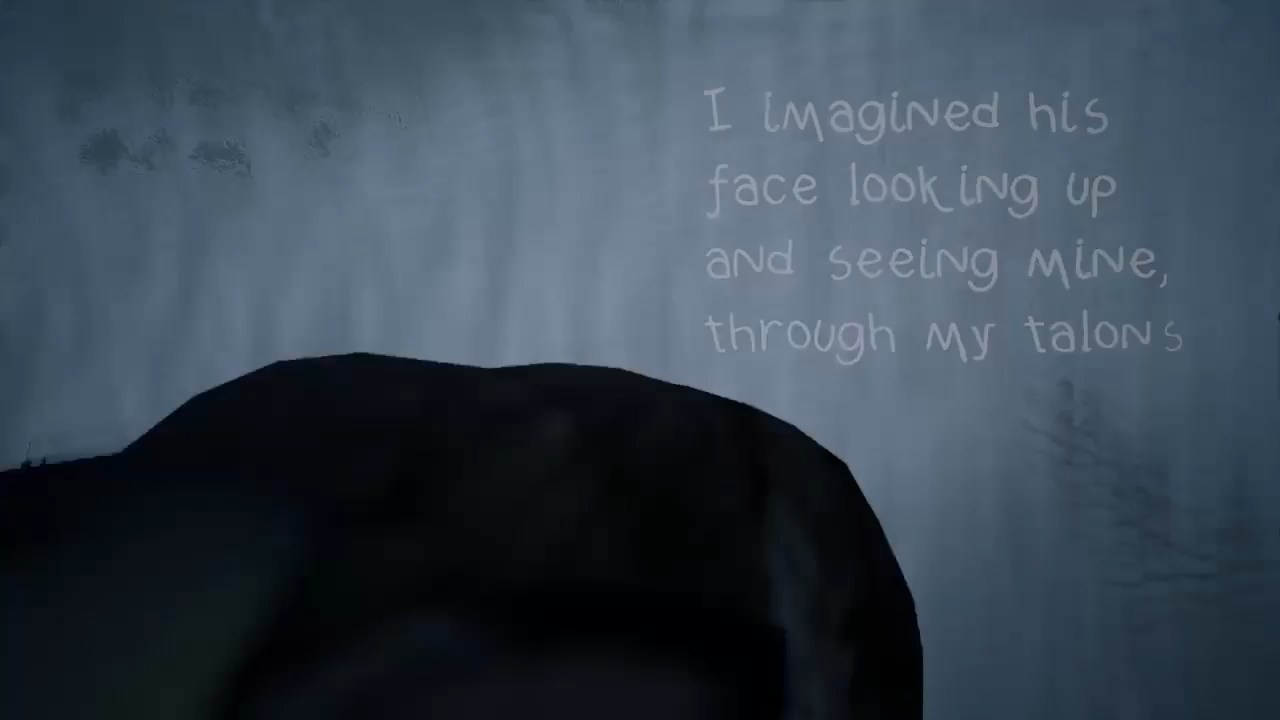 I imagined his
face looking up
and seeing mine,
through my talons